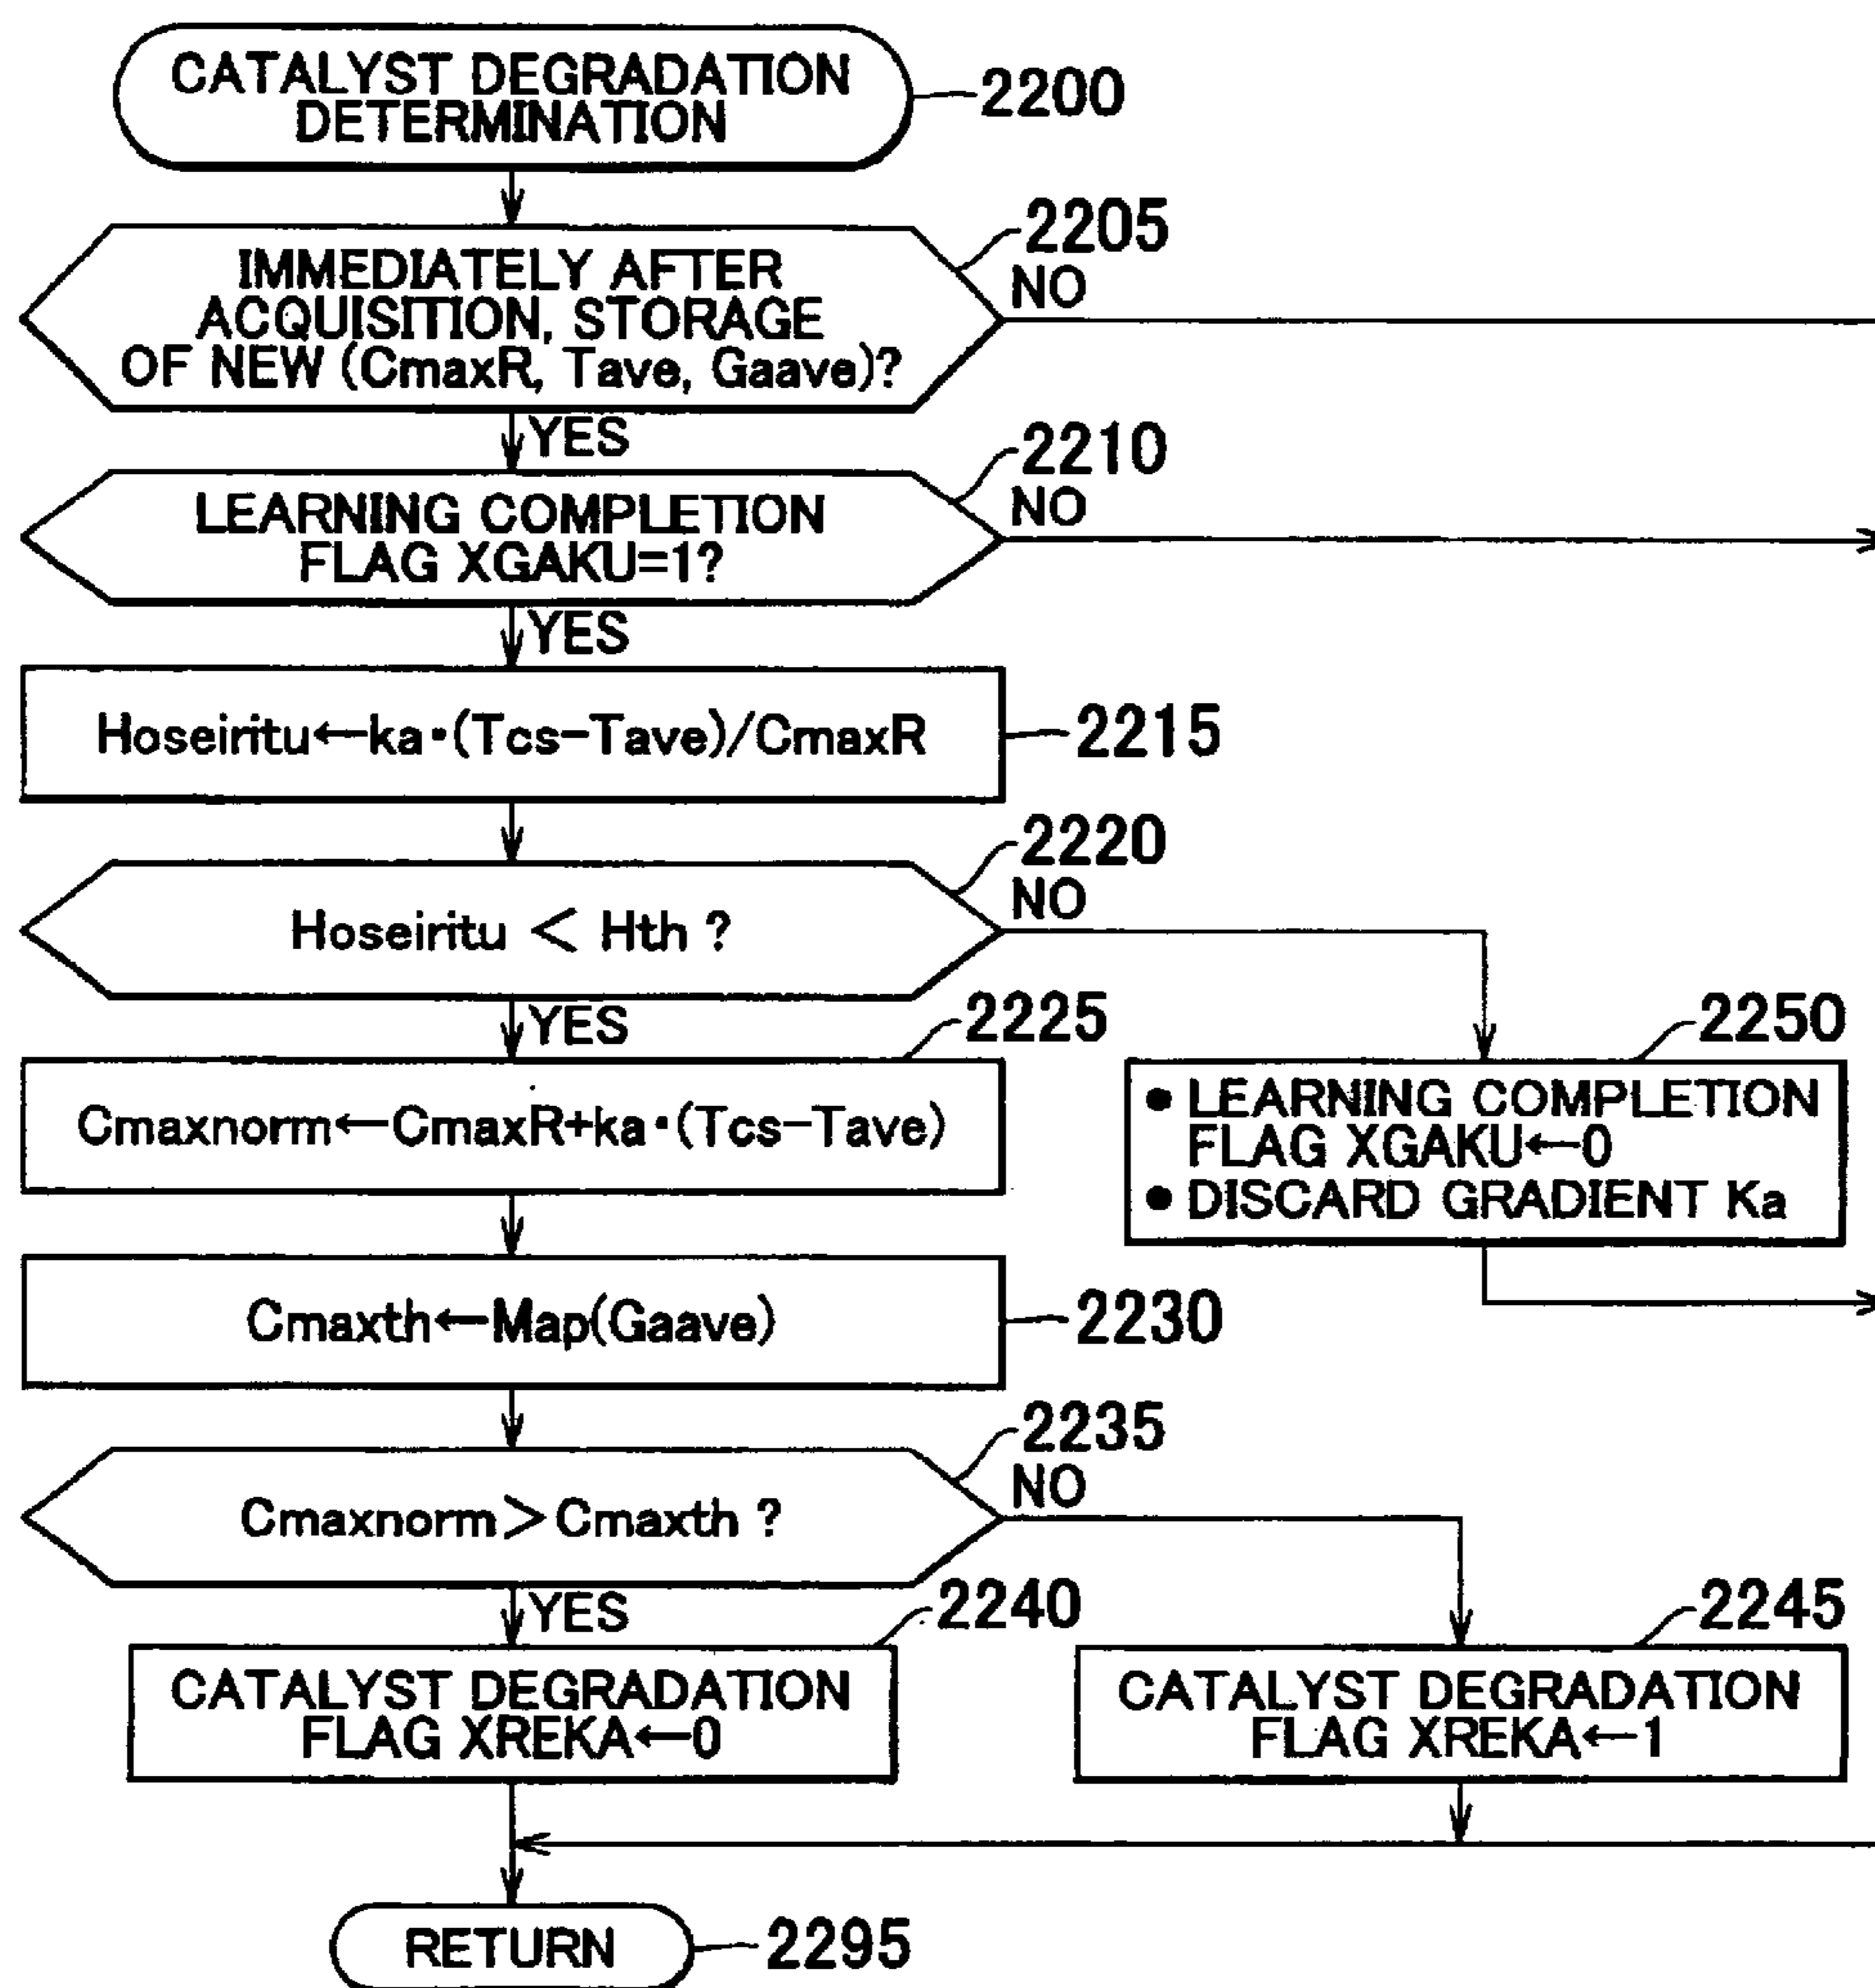 CATALYST DEGRADATION
DETERMINATION
2200
2205
IMMEDIATELY AFTER
ACQUISITION, STORAGE
OF NEW (CmaxR, Tave, Gaave)?
NO
YES
2210
LEARNING COMPLETION
FLAG XGAKU=1?
NO
YES
Hoseiritu←ka•(Tcs-Tave)/CmaxR
2215
2220
Hoseiritu < Hth ?
NO
YES
2225
Cmaxnorm←CmaxR+ka•(Tcs-Tave)
2250
• LEARNING COMPLETION
FLAG XGAKU←0
• DISCARD GRADIENT Ka
Cmaxth←Map(Gaave)
2230
2235
Cmaxnorm>Cmaxth ?
NO
YES
2240
CATALYST DEGRADATION
FLAG XREKA←0
2245
CATALYST DEGRADATION
FLAG XREKA←1
RETURN
2295